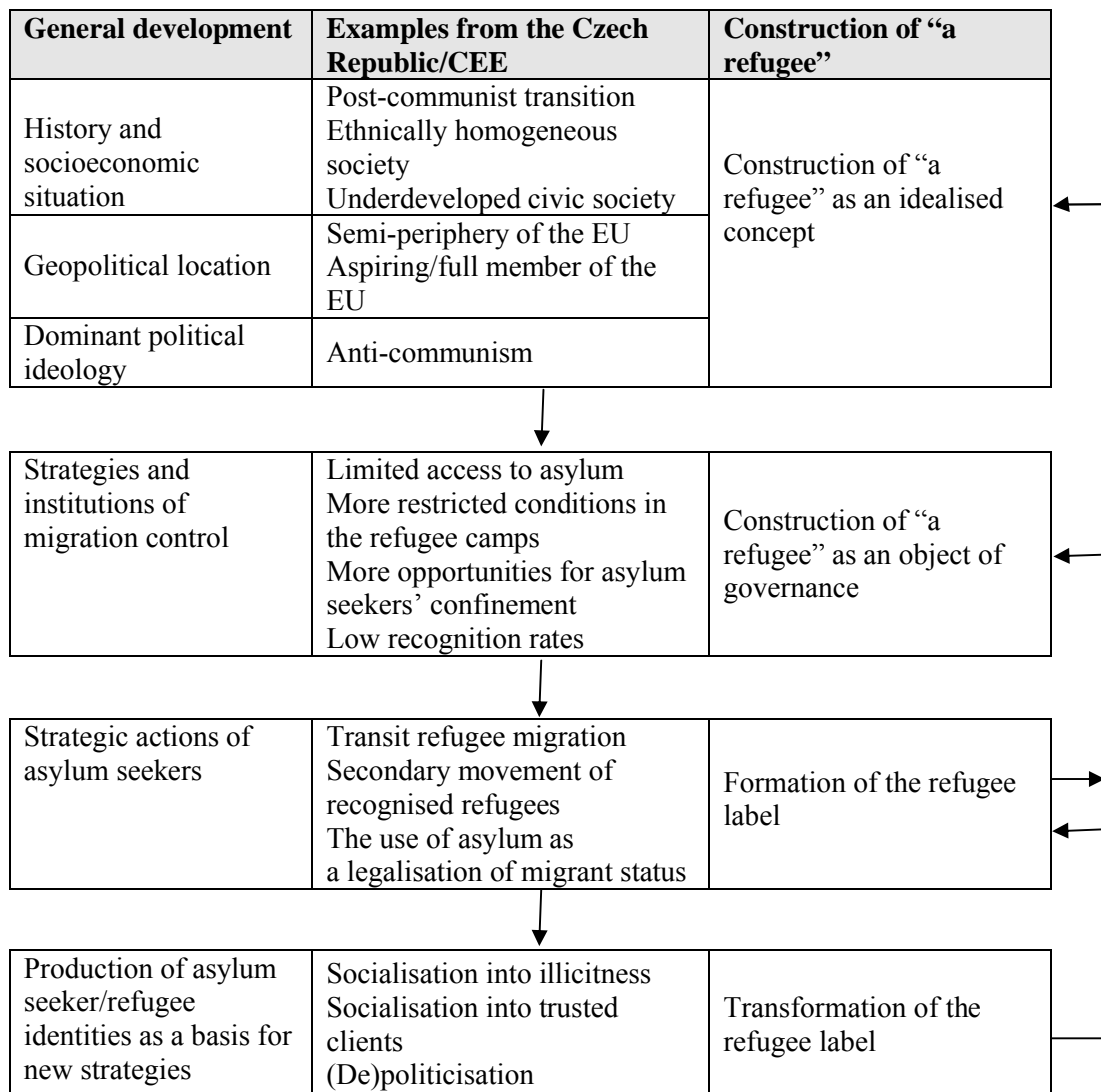 General development
Examples from the Czech
Republic/CEE
Construction of “a
refugee”
History and
socioeconomic
situation
Post-communist transition
Ethnically homogeneous
society
Underdeveloped civic society
Construction of “a
refugee” as an idealised
concept
Geopolitical location
Semi-periphery of the EU
Aspiring/full member of the
EU
Dominant political
ideology
Anti-communism
Strategies and
institutions of
migration control
Limited access to asylum
More restricted conditions in
the refugee camps
More opportunities for asylum
seekers’ confinement
Low recognition rates
Construction of “a
refugee” as an object of
governance
Strategic actions of
asylum seekers
Transit refugee migration
Secondary movement of
recognised refugees
The use of asylum as
a legalisation of migrant status
Formation of the refugee
label
Production of asylum
seeker/refugee
identities as a basis for
new strategies
Socialisation into illicitness
Socialisation into trusted
clients
(De)politicisation
Transformation of the
refugee label